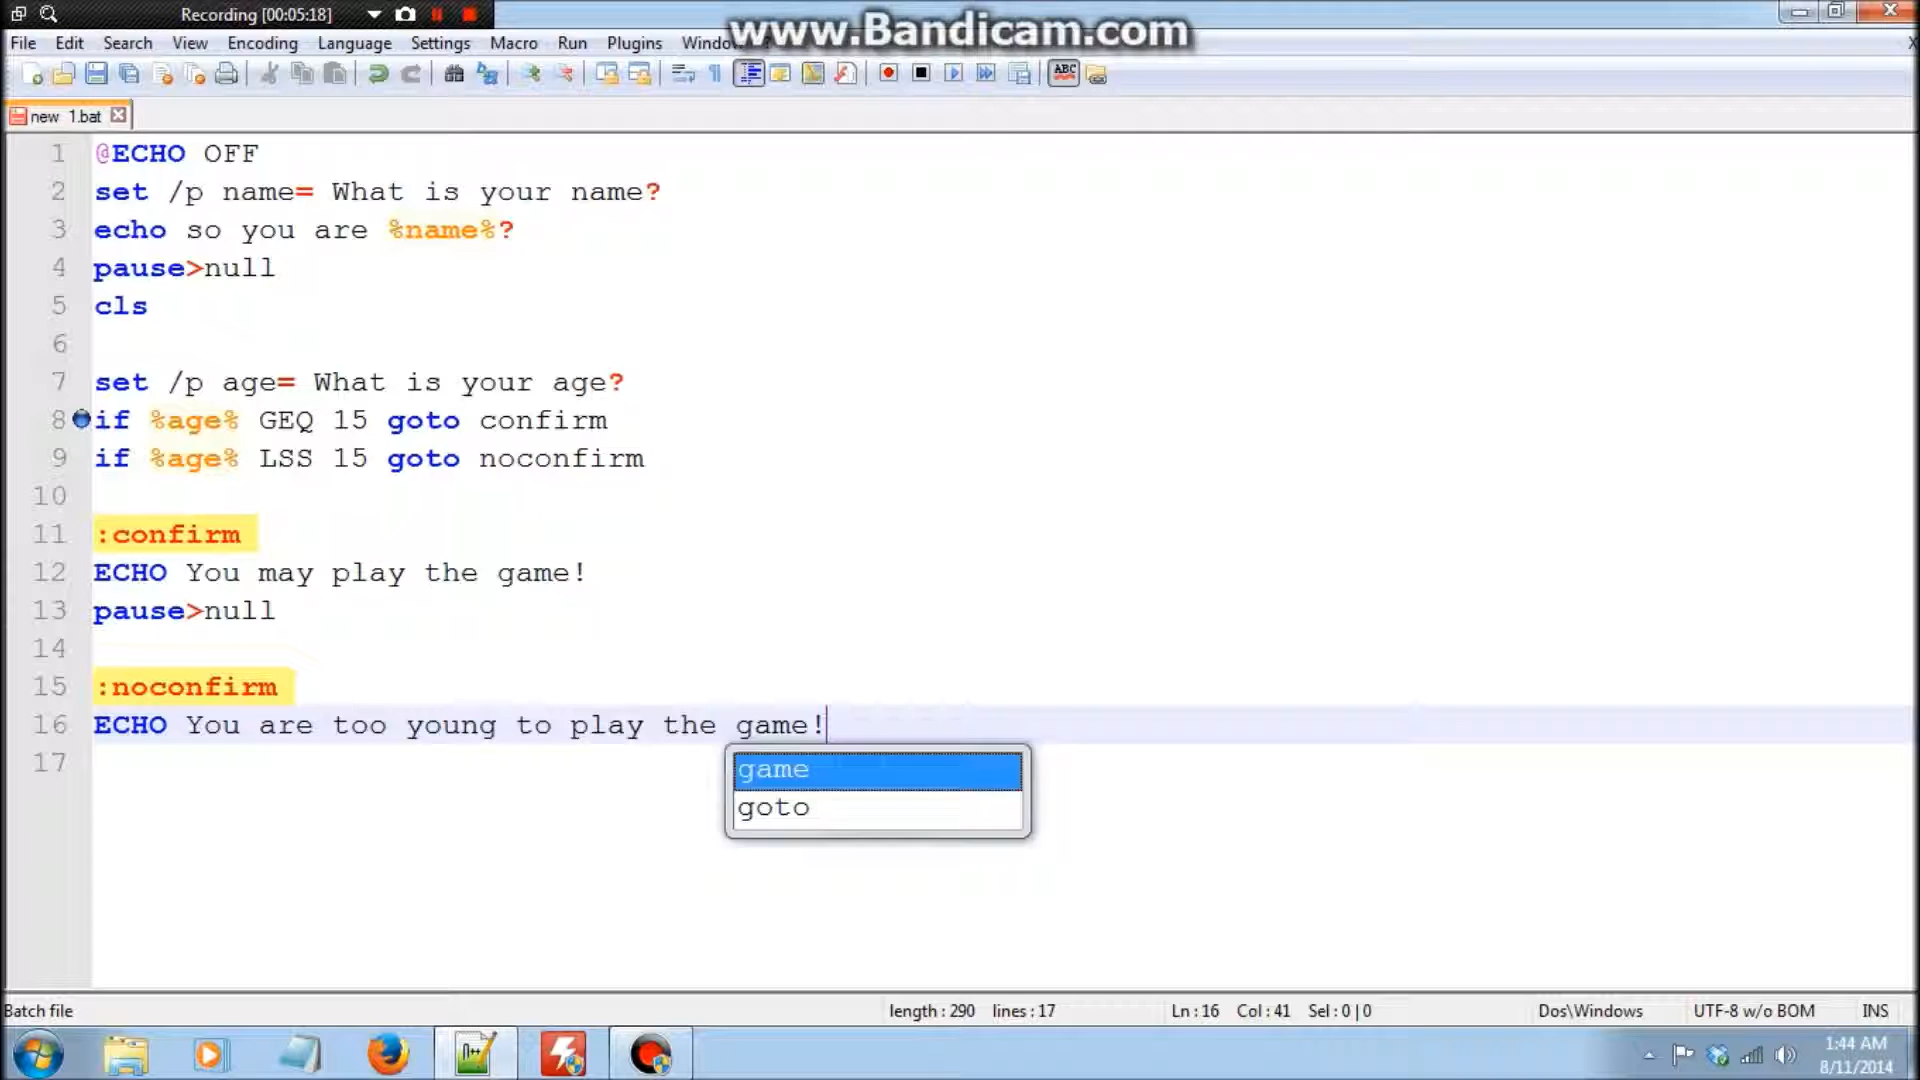 Recording [00:05:18]
www.Bandicam.com
File Edit Search View Encoding Language Settings Macro Run Plugins Windo
ABC
new 1.bat
1 @ECHO OFF
2 set /p name= What is your name?
3 echo so you are %name%?
4 pause>null
5 cls
6
7 set /p age= What is your age?
8 if %age% GEQ 15 goto confirm
9 if %age% LSS 15 goto noconfirm
10
11 :confirm
12 ECHO You may play the game!
13 pause>null
14
15 :noconfirm
16 ECHO You are too young to play the game!
17
game
goto
Batch file length : 290 lines : 17 Ln : 16 Col : 41 Sel : 0 | 0 Dos\Windows UTF-8 w/o BOM INS
1:44 AM
8/11/2014